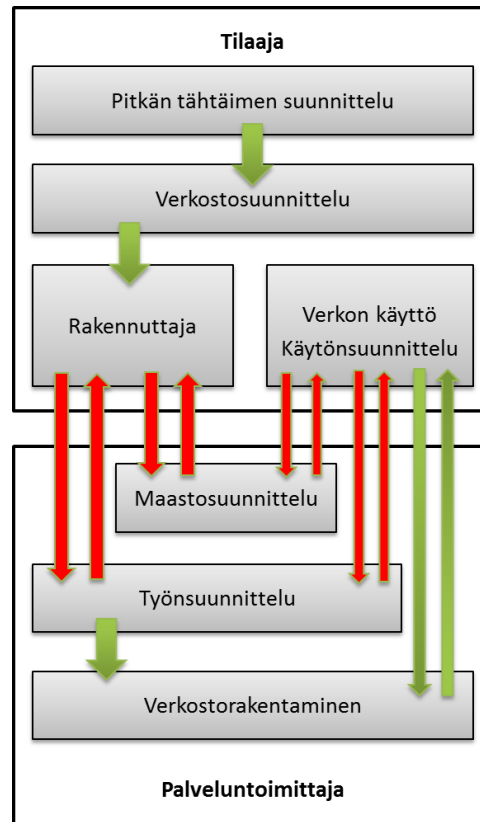 Tilaaja
Pitkän tähtäimen suunnittelu
Verkostosuunnittelu
Rakennuttaja
Verkon käyttö
Käytönsuunnittelu
Maastosuunnittelu
Työnsuunnittelu
Verkostorakentaminen
Palveluntoimittaja